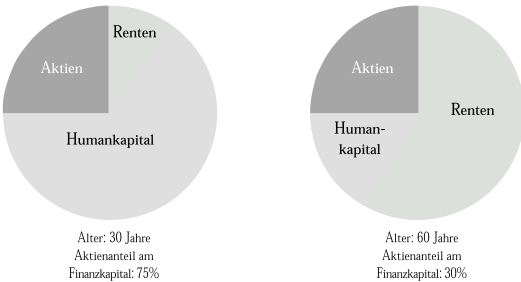 Renten
Aktien
Humankapital
Alter: 30 Jahre
Aktienanteil am
Finanzkapital: 75%
Aktien
Renten
Human-
kapital
Alter: 60 Jahre
Aktienanteil am
Finanzkapital: 30%